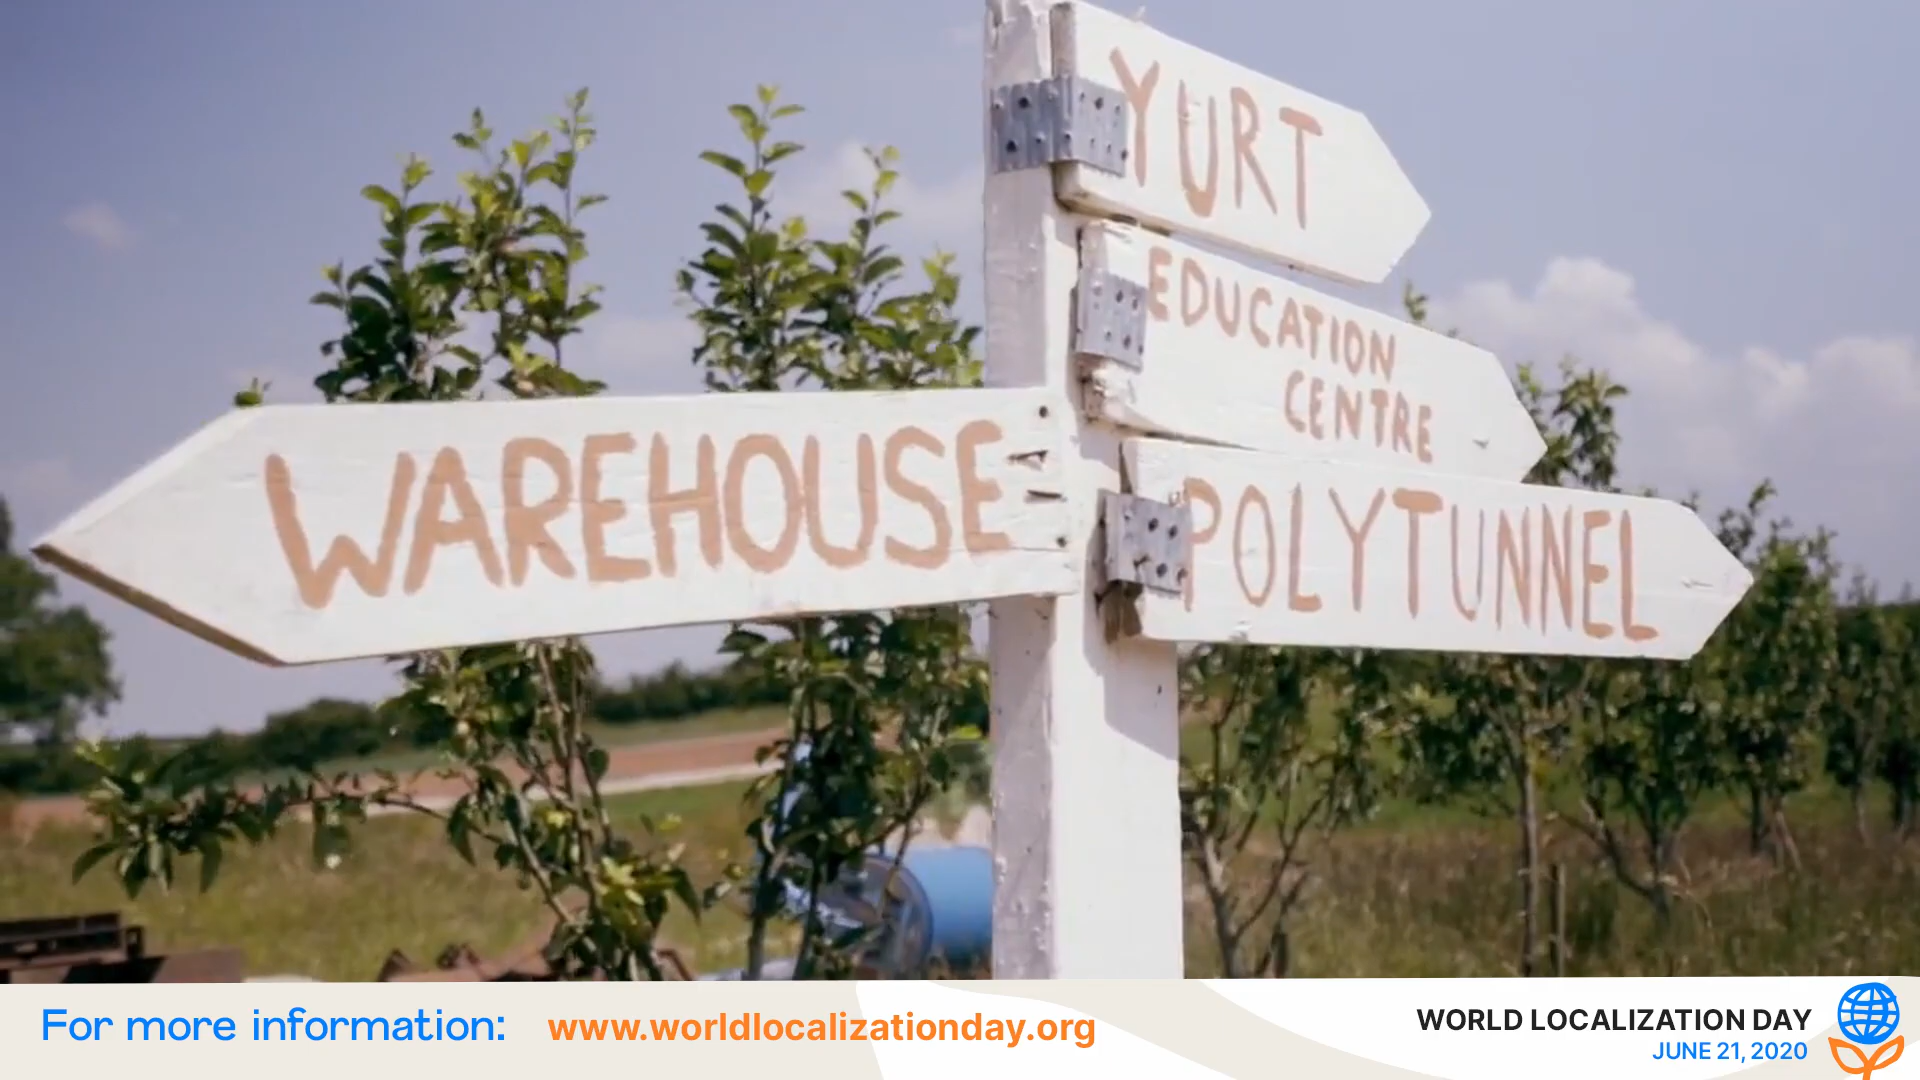 YURT
EDUCATION
CENTRE
WAREHOUSE
POLYTUNNEL
For more information: www.worldlocalizationday.org
WORLD LOCALIZATION DAY
JUNE 21, 2020